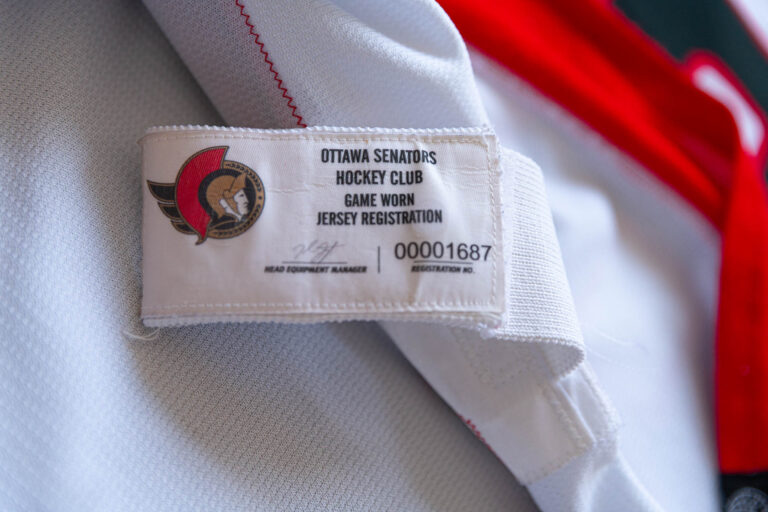 OTTAWA SENATORS
HOCKEY CLUB
GAME WORN
JERSEY REGISTRATION
00001687
HEAD EQUIPMENT MANAGER
REGISTRATION NO.